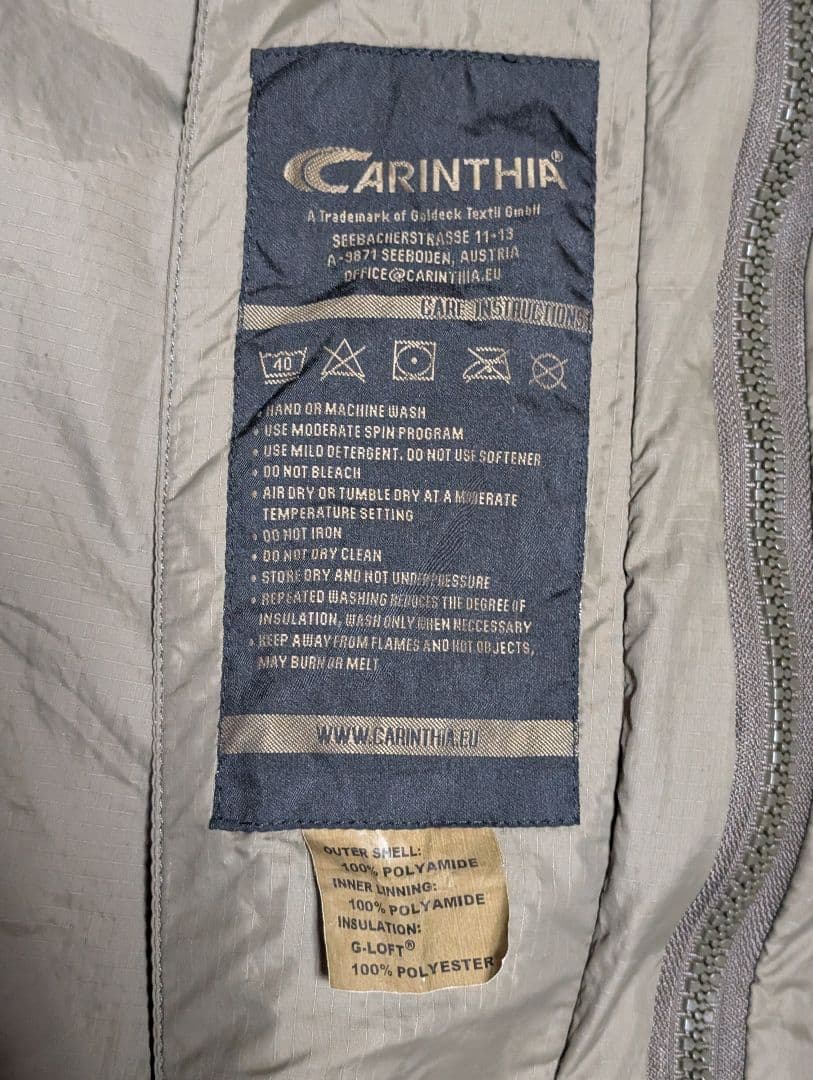 CARINTHIA®
A Trademark of Goldeck Textil GmbH
SEEBACHERSTRASSE 11-13
A-9871 SEEBODEN, AUSTRIA
OFFICE@CARINTHIA.EU
CARE INSTRUCTIONS
40
• HAND OR MACHINE WASH
• USE MODERATE SPIN PROGRAM
• USE MILD DETERGENT. DO NOT USE SOFTENER
• DO NOT BLEACH
• AIR DRY OR TUMBLE DRY AT A MODERATE
TEMPERATURE SETTING
• DO NOT IRON
• DO NOT DRY CLEAN
• STORE DRY AND NOT UNDER PRESSURE
• REPEATED WASHING REDUCES THE DEGREE OF
INSULATION, WASH ONLY WHEN NECCESSARY
• KEEP AWAY FROM FLAMES AND HOT OBJECTS,
MAY BURN OR MELT
WWW.CARINTHIA.EU
OUTER SHELL:
100% POLYAMIDE
INNER LINNING:
100% POLYAMIDE
INSULATION:
G-LOFT®
100% POLYESTER